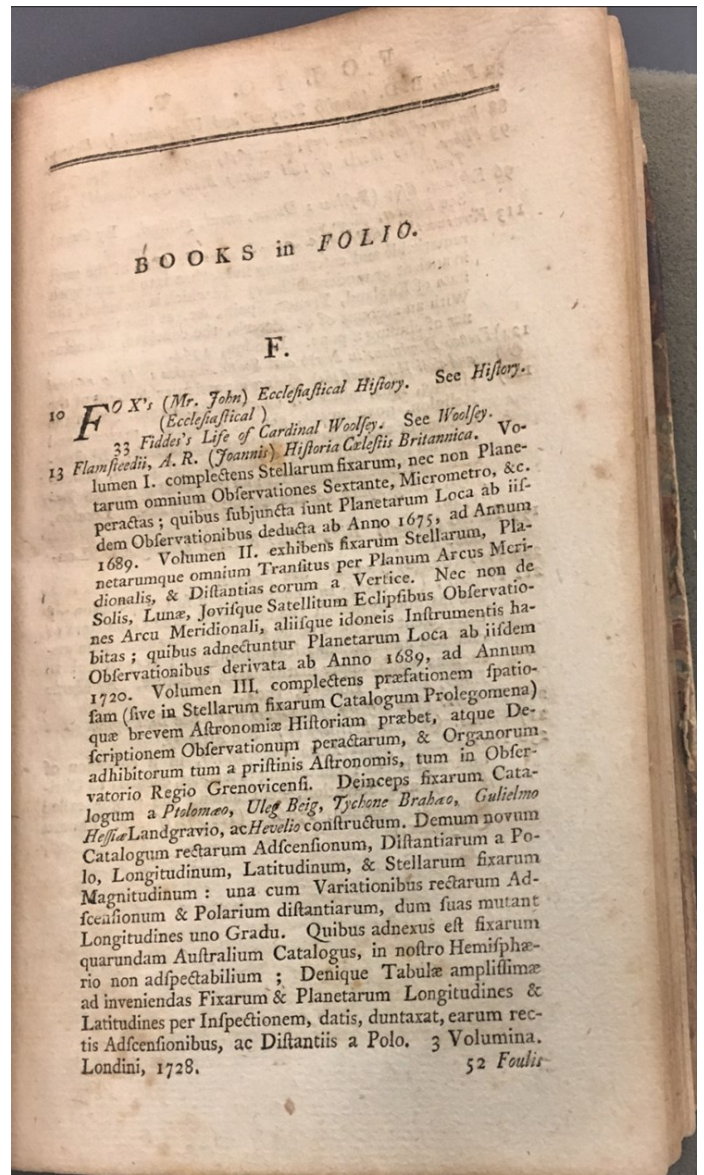 BOOKS in FOLIO.
F.
10 FOX's (Mr. John) Ecclesiaſtical Hiſtory. See Hiſtory.
(Ecclesiaſtical)
33 Fiddes's Life of Cardinal Woolſey. See Woolſey.
13 Flamſteedii, A. R. (Joannis) Hiſtoria Cæleſtis Britannica. Vo-
lumen I. complectens Stellarum fixarum, nec non Plane-
tarum omnium Obſervationes Sextante, Micrometro, &c.
peractas; quibus ſubjuncta ſunt Planetarum Loca ab iiſ-
dem Obſervationibus deducta ab Anno 1675, ad Annum
1689. Volumen II. exhibens fixarum Stellarum, Pla-
netarumque omnium Tranſitus per Planum Arcus Meri-
dionalis, & Diſtantias eorum a Vertice. Nec non de
Solis, Lunæ, Joviſque Satellitum Eclipſibus Obſervatio-
nes Arcu Meridionali, aliiſque idoneis Inſtrumentis ha-
bitas; quibus adnectuntur Planetarum Loca ab iiſdem
Obſervationibus derivata ab Anno 1689, ad Annum
1720. Volumen III. complectens præfationem ſpatio-
ſam (ſive in Stellarum fixarum Catalogum Prolegomena)
quæ brevem Aſtronomiæ Hiſtoriam præbet, atque De-
ſcriptionem Obſervationum peractarum, & Organorum
adhibitorum tum a priſtinis Aſtronomis, tum in Obſer-
vatorio Regio Grenovicenſi. Deinceps fixarum Cata-
logum a Ptolomæo, Uleg Beig, Tychone Brahæo, Gulielmo
Heſſiæ Landgravio, ac Hevelio conſtructum. Demum novum
Catalogum rectarum Adſcenſionum, Diſtantiarum a Po-
lo, Longitudinum, Latitudinum, & Stellarum fixarum
Magnitudinum: una cum Variationibus rectarum Ad-
ſcenſionum & Polarium diſtantiarum, dum ſuas mutant
Longitudines uno Gradu. Quibus adnexus eſt fixarum
quarundam Auſtralium Catalogus, in noſtro Hemiſphæ-
rio non adſpectabilium; Denique Tabulæ ampliſſimæ
ad inveniendas Fixarum & Planetarum Longitudines &
Latitudines per Inſpectionem, datis, duntaxat, earum rec-
tis Adſcenſionibus, ac Diſtantiis a Polo. 3 Volumina.
Londini, 1728.
52 Foulis